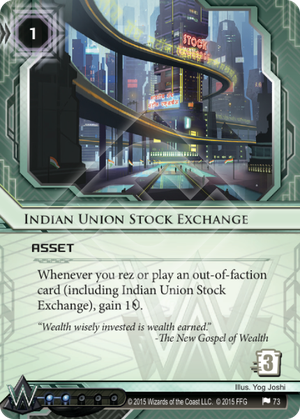 1
STOCK
INDIAN UNION STOCK EXCHANGE
ASSET
Whenever you rez or play an out-of-faction
card (including Indian Union Stock
Exchange), gain 1.
"Wealth wisely invested is wealth earned."
-The New Gospel of Wealth
3
Illus. Yog Joshi
© 2015 Wizards of the Coast LLC. © 2015 FFG
73